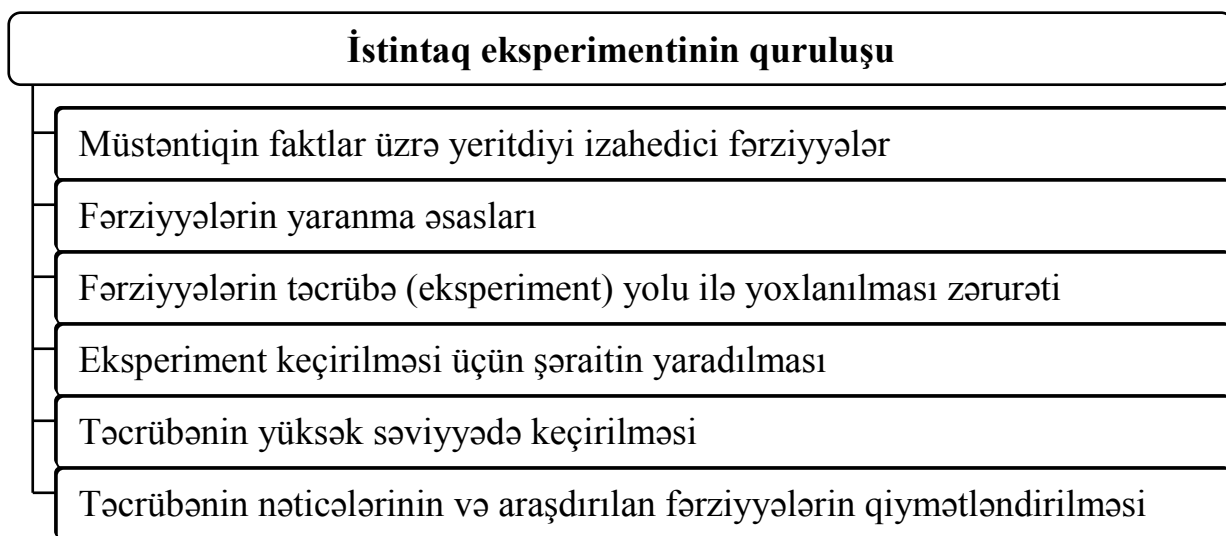 İstintaq eksperimentinin quruluşu
Müstəntiqin faktlar üzrə yeritdiyi izahedici fərziyyələr
Fərziyyələrin yaranma əsasları
Fərziyyələrin təcrübə (eksperiment) yolu ilə yoxlanılması zərurəti
Eksperiment keçirilməsi üçün şəraitin yaradılması
Təcrübənin yüksək səviyyədə keçirilməsi
Təcrübənin nəticələrinin və araşdırılan fərziyyələrin qiymətləndirilməsi